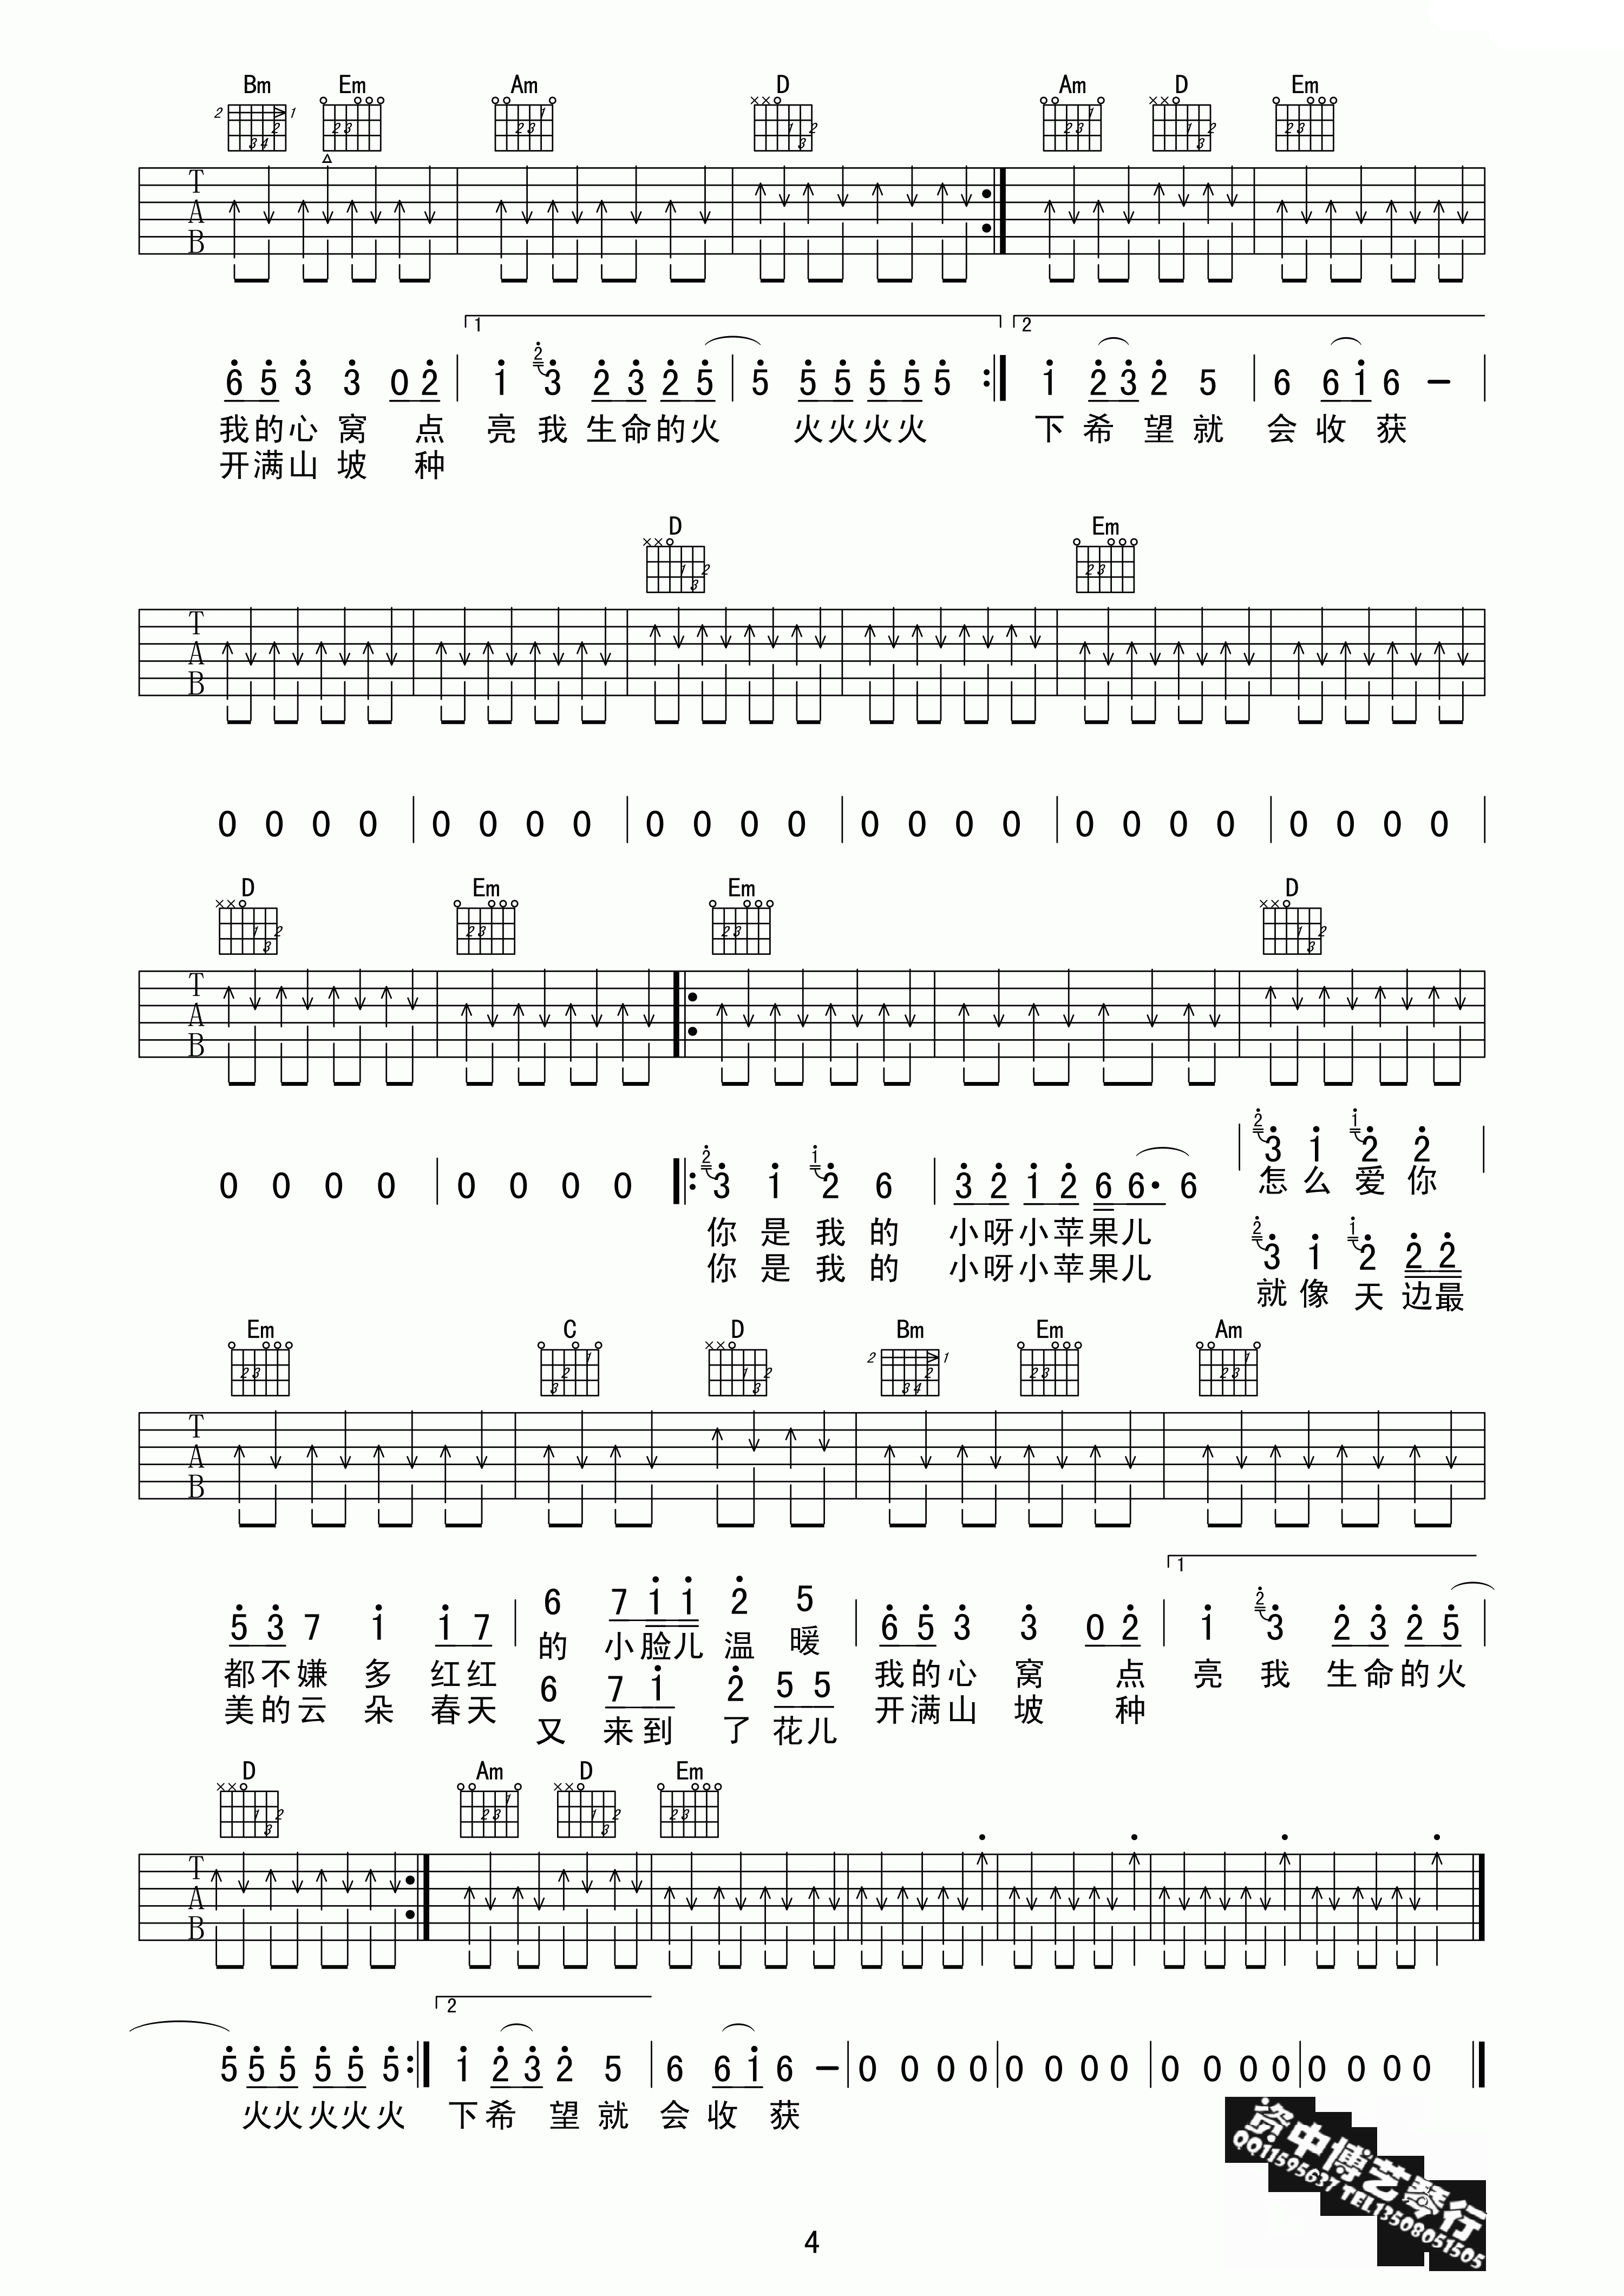 Bm Em Am D Am D Em
T A B
1 2
6 5 3 3 0 2 1 2 3 2 3 2 5 5 5 5 5 5 5 1 2 3 2 5 6 6 1 6 -
我的心窝 点 亮 我 生命的火 火火火火 下 希 望 就 会 收 获
开满山坡 种
D Em
T A B
0 0 0 0 0 0 0 0 0 0 0 0 0 0 0 0 0 0 0 0 0 0 0 0
D Em Em D
T A B
2 3 1 1 2 2
怎 么 爱 你
0 0 0 0 0 0 0 0 2 3 1 1 2 6 3 2 1 2 6 6· 6
你 是 我 的 小呀小苹果儿
2 3 1 1 2 2 2
你 是 我 的 小呀小苹果儿
就 像 天 边最
Em C D Bm Em Am
T A B
1
6 7 1 1 2 5
5 3 7 1 1 7 6 5 3 3 0 2 1 2 3 2 3 2 5
的 小脸儿 温 暖
都不嫌 多 红红 我的心 窝 点 亮 我 生命的火
6 7 1 2 5 5
美的云 朵 春天 开满山 坡 种
又 来到 了 花儿
D Am D Em
T A B
2
5 5 5 5 5 5 1 2 3 2 5 6 6 1 6 - 0 0 0 0 0 0 0 0 0 0 0 0 0 0 0 0
火火火火火 下希 望 就 会 收 获
资中博艺琴行
QQ11595637 TEL13508051505
4